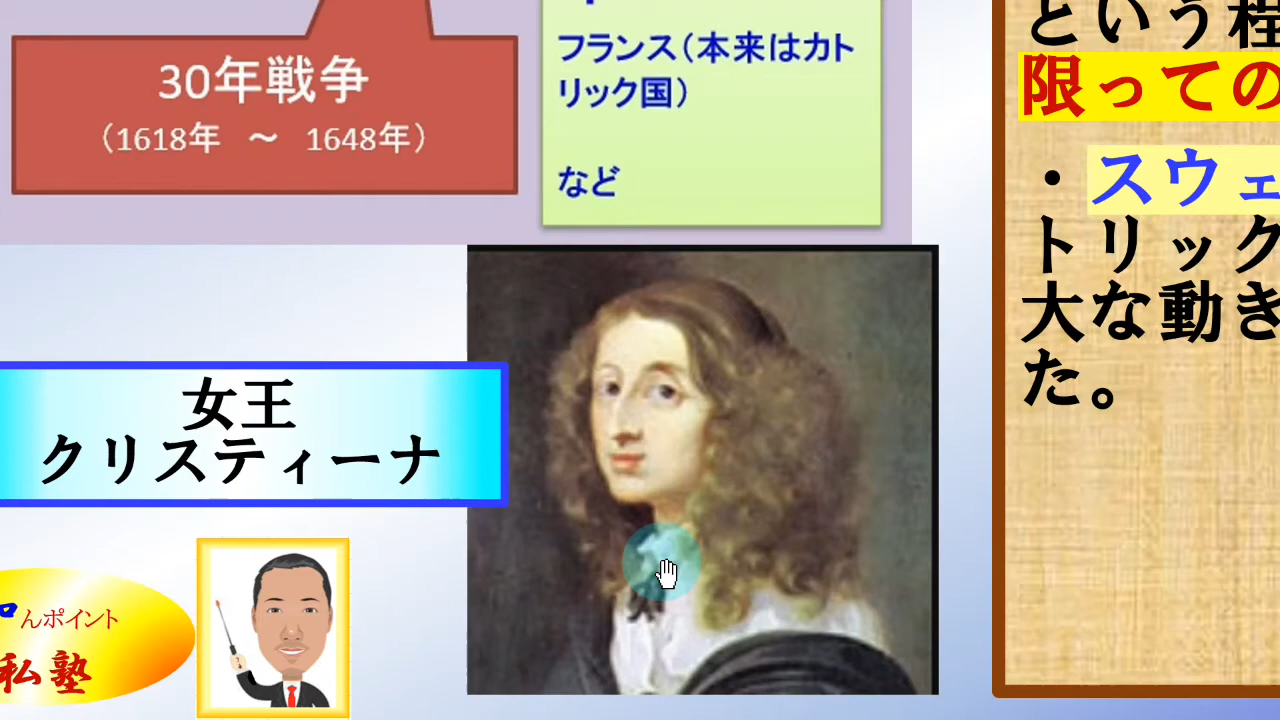 30年戦争
（1618年　～　1648年）
フランス（本来はカト
リック国）
など
女王
クリスティーナ
んポイント
私塾
という程
限っての
・スウェ
トリック
大な動き
た。